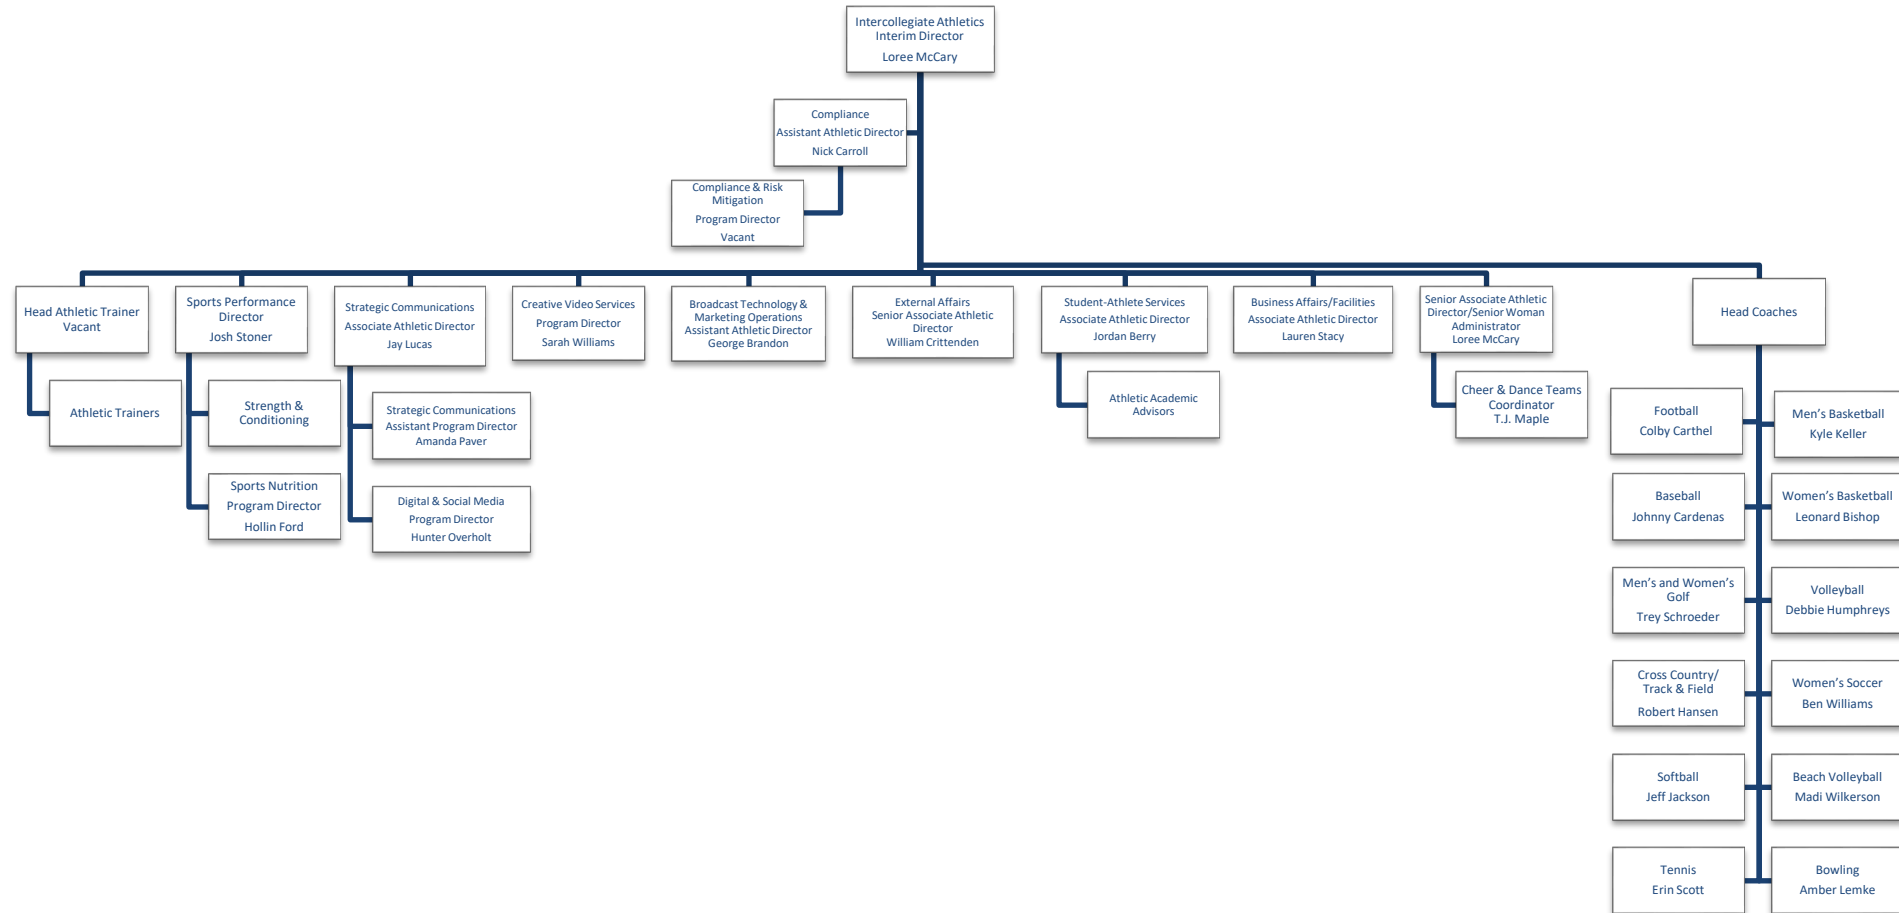 Intercollegiate Athletics
Interim Director
Loree McCary
Compliance
Assistant Athletic Director
Nick Carroll
Compliance & Risk
Mitigation
Program Director
Vacant
Head Athletic Trainer
Vacant
Athletic Trainers
Sports Performance
Director
Josh Stoner
Strength &
Conditioning
Sports Nutrition
Program Director
Hollin Ford
Strategic Communications
Associate Athletic Director
Jay Lucas
Strategic Communications
Assistant Program Director
Amanda Paver
Digital & Social Media
Program Director
Hunter Overholt
Creative Video Services
Program Director
Sarah Williams
Broadcast Technology &
Marketing Operations
Assistant Athletic Director
George Brandon
External Affairs
Senior Associate Athletic
Director
William Crittenden
Student-Athlete Services
Associate Athletic Director
Jordan Berry
Athletic Academic
Advisors
Business Affairs/Facilities
Associate Athletic Director
Lauren Stacy
Senior Associate Athletic
Director/Senior Woman
Administrator
Loree McCary
Cheer & Dance Teams
Coordinator
T.J. Maple
Head Coaches
Football
Colby Carthel
Men's Basketball
Kyle Keller
Baseball
Johnny Cardenas
Women's Basketball
Leonard Bishop
Men's and Women's
Golf
Trey Schroeder
Volleyball
Debbie Humphreys
Cross Country/
Track & Field
Robert Hansen
Women's Soccer
Ben Williams
Softball
Jeff Jackson
Beach Volleyball
Madi Wilkerson
Tennis
Erin Scott
Bowling
Amber Lemke